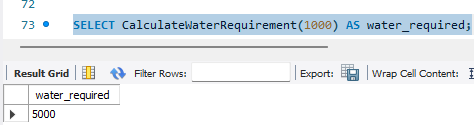 72
73 SELECT CalculateWaterRequirement(1000) AS water_required;
Result Grid Filter Rows: Export: Wrap Cell Content:
water_required
5000